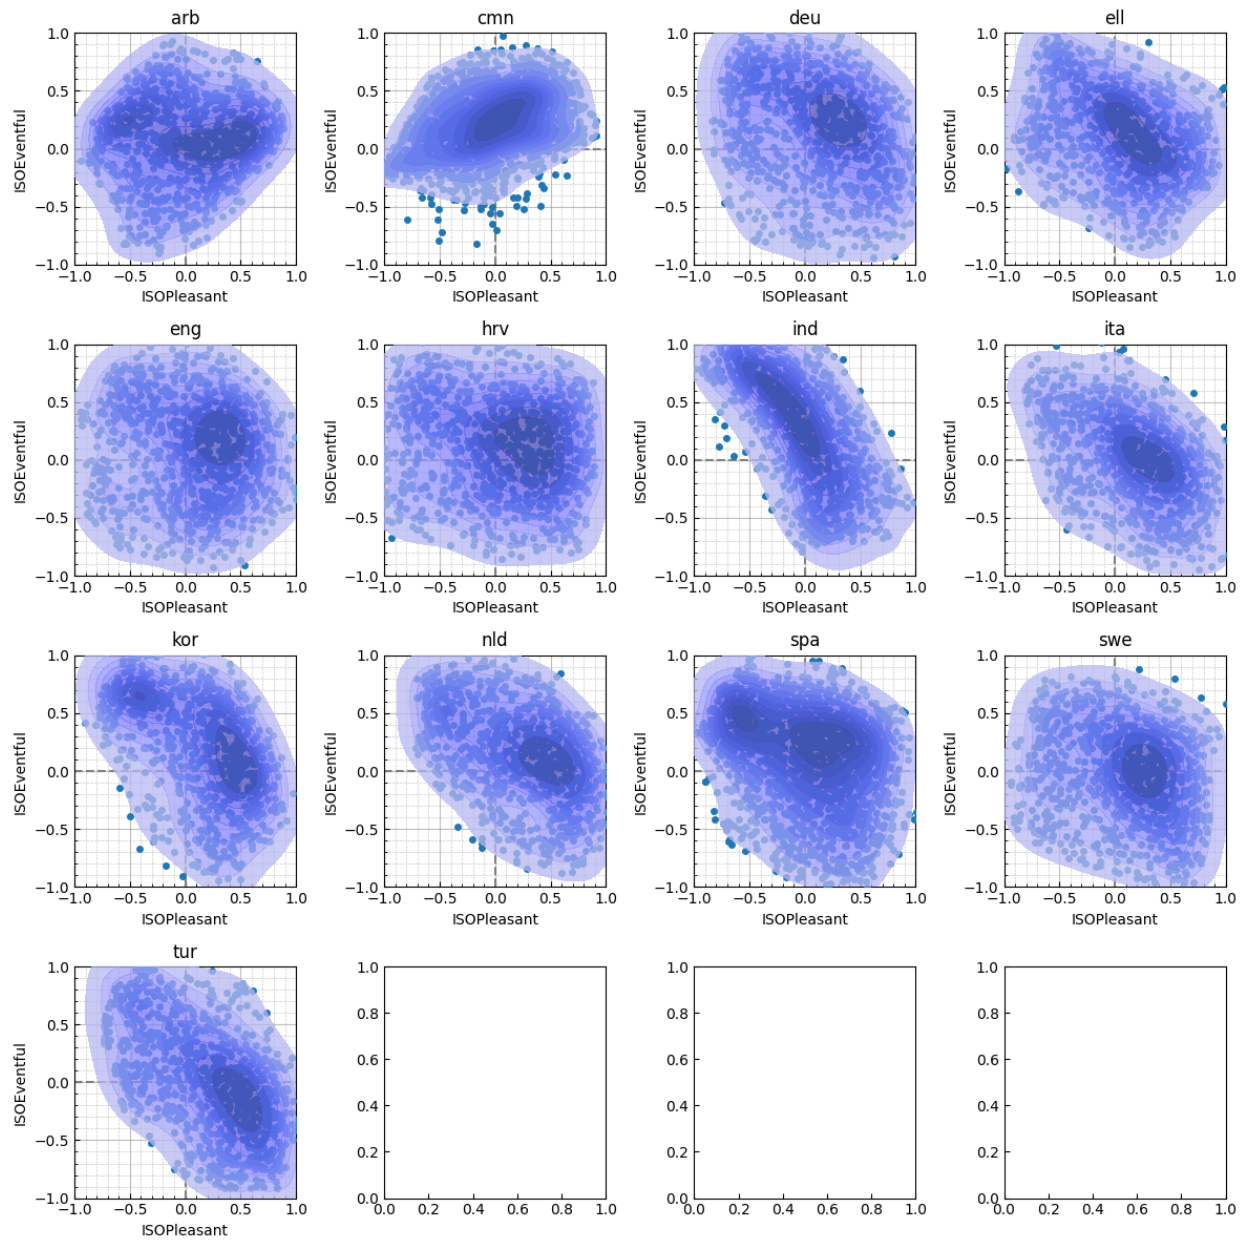 arb cmn deu ell
1.0 1.0 1.0 1.0
0.5 0.5 0.5 0.5
ISOEventful ISOEventful ISOEventful ISOEventful
0.0 0.0 0.0 0.0
−0.5 −0.5 −0.5 −0.5
−1.0 −1.0 −1.0 −1.0
−1.0 −0.5 0.0 0.5 1.0 −1.0 −0.5 0.0 0.5 1.0 −1.0 −0.5 0.0 0.5 1.0 −1.0 −0.5 0.0 0.5 1.0
ISOPleasant ISOPleasant ISOPleasant ISOPleasant
eng hrv ind ita
1.0 1.0 1.0 1.0
0.5 0.5 0.5 0.5
ISOEventful ISOEventful ISOEventful ISOEventful
0.0 0.0 0.0 0.0
−0.5 −0.5 −0.5 −0.5
−1.0 −1.0 −1.0 −1.0
−1.0 −0.5 0.0 0.5 1.0 −1.0 −0.5 0.0 0.5 1.0 −1.0 −0.5 0.0 0.5 1.0 −1.0 −0.5 0.0 0.5 1.0
ISOPleasant ISOPleasant ISOPleasant ISOPleasant
kor nld spa swe
1.0 1.0 1.0 1.0
0.5 0.5 0.5 0.5
ISOEventful ISOEventful ISOEventful ISOEventful
0.0 0.0 0.0 0.0
−0.5 −0.5 −0.5 −0.5
−1.0 −1.0 −1.0 −1.0
−1.0 −0.5 0.0 0.5 1.0 −1.0 −0.5 0.0 0.5 1.0 −1.0 −0.5 0.0 0.5 1.0 −1.0 −0.5 0.0 0.5 1.0
ISOPleasant ISOPleasant ISOPleasant ISOPleasant
tur
1.0 1.0 1.0 1.0
0.8 0.8 0.8
0.5
0.6 0.6 0.6
ISOEventful
0.0
0.4 0.4 0.4
−0.5
0.2 0.2 0.2
−1.0 0.0 0.0 0.0
−1.0 −0.5 0.0 0.5 1.0 0.0 0.2 0.4 0.6 0.8 1.0 0.0 0.2 0.4 0.6 0.8 1.0 0.0 0.2 0.4 0.6 0.8 1.0
ISOPleasant